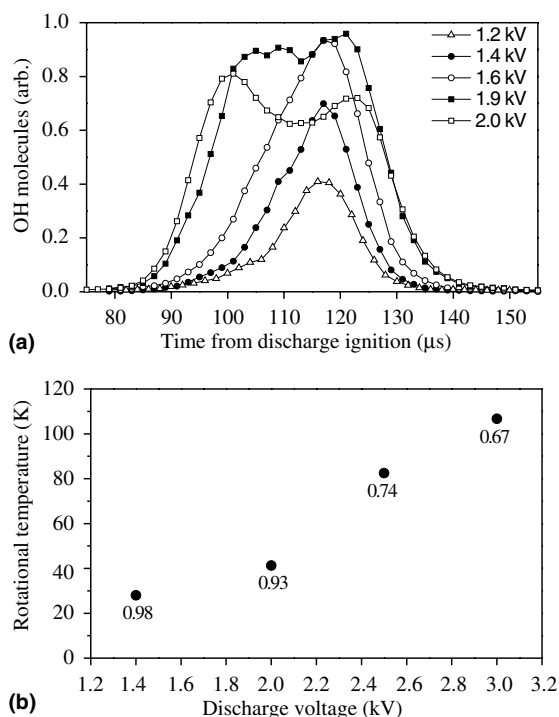 1.0
0.8
0.6
0.4
0.2
0.0
OH molecules (arb.)
1.2 kV
1.4 kV
1.6 kV
1.9 kV
2.0 kV
80 90 100 110 120 130 140 150
(a) Time from discharge ignition (μs)
120
100
80
60
40
20
0
Rotational temperature (K)
0.98
0.93
0.74
0.67
1.2 1.4 1.6 1.8 2.0 2.2 2.4 2.6 2.8 3.0 3.2
(b) Discharge voltage (kV)